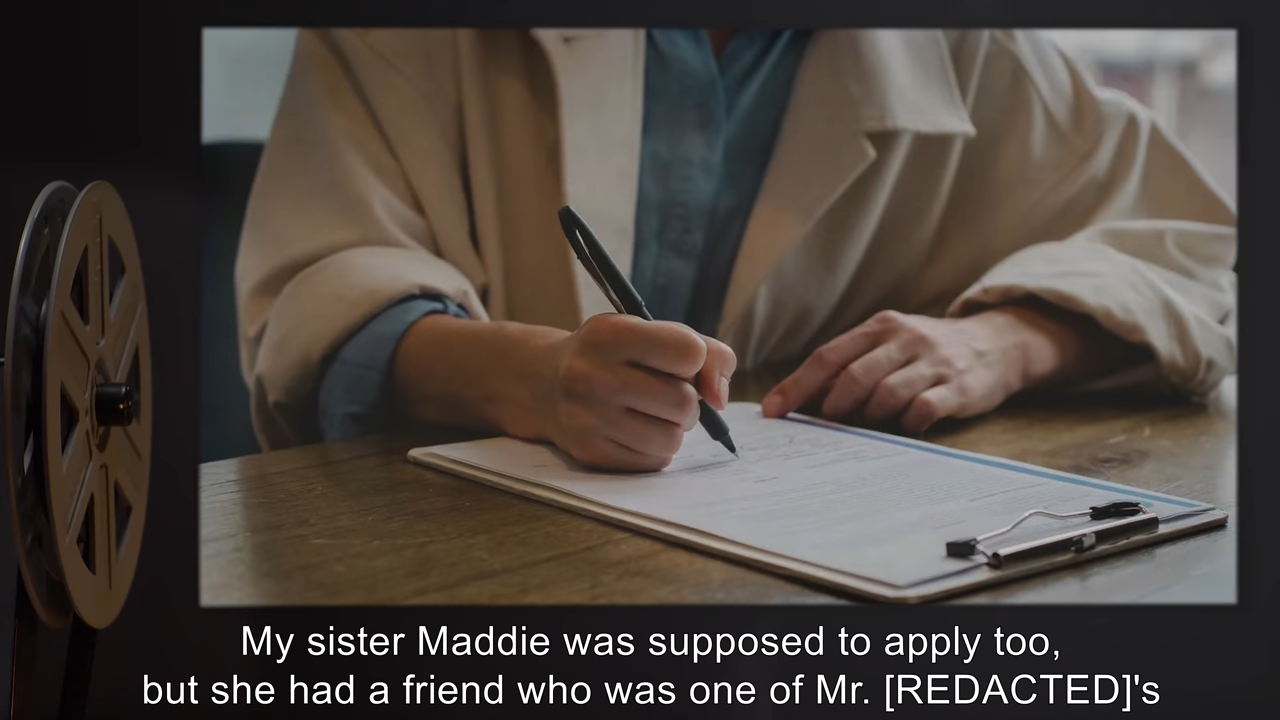 My sister Maddie was supposed to apply too,
but she had a friend who was one of Mr. [REDACTED]'s